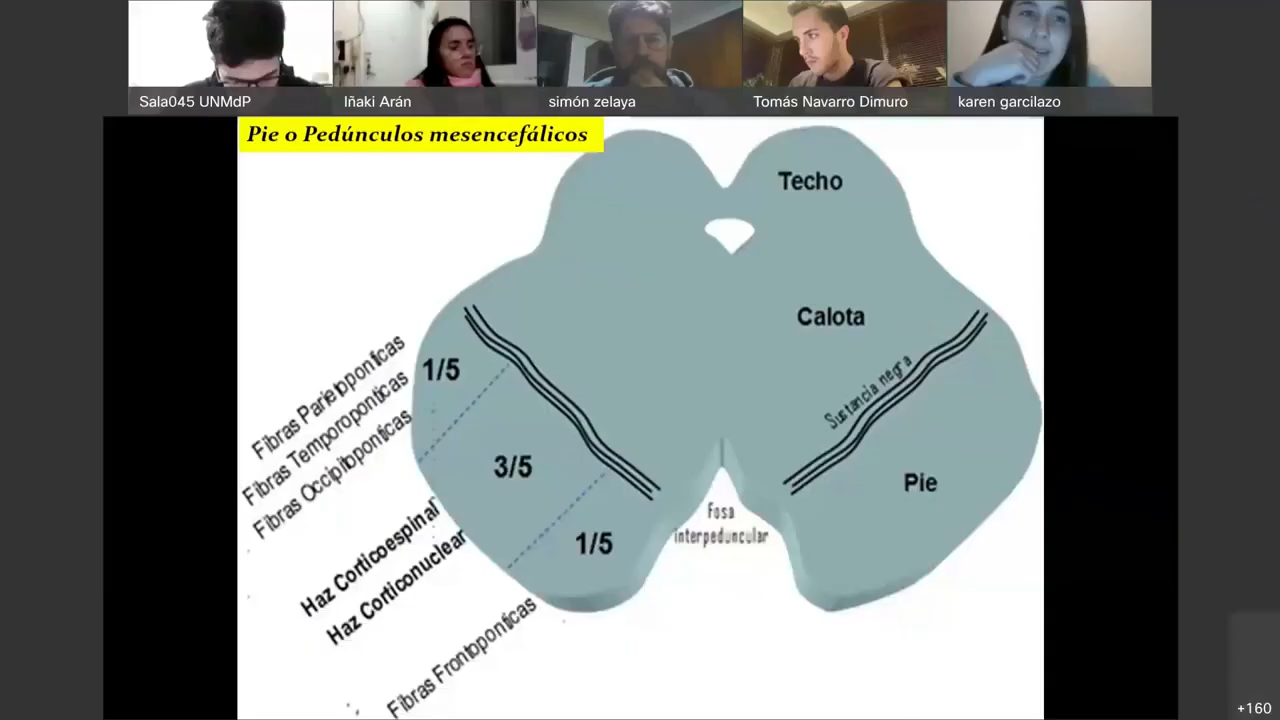 Sala045 UNMdP
Iñaki Arán
simón zelaya
Tomás Navarro Dimuro
karen garcilazo
Pie o Pedúnculos mesencefálicos
Techo
Calota
Sustancia negra
Pie
Fosa
interpeduncular
1/5
3/5
1/5
Fibras Parietoponticas
Fibras Temporoponticas
Fibras Occipitoponticas
Haz Corticoespinal
Haz Corticonuclear
Fibras Frontoponticas
+160